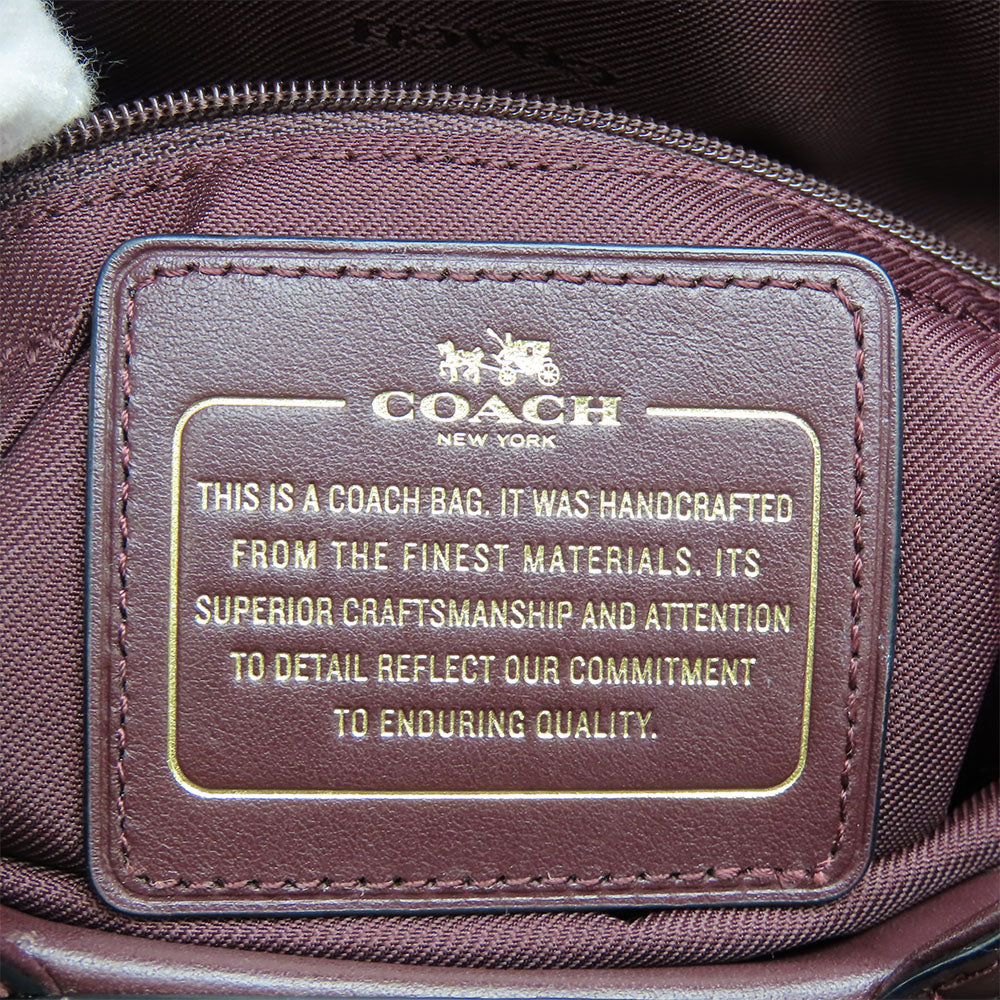 COACH
COACH
NEW YORK
THIS IS A COACH BAG. IT WAS HANDCRAFTED
FROM THE FINEST MATERIALS. ITS
SUPERIOR CRAFTSMANSHIP AND ATTENTION
TO DETAIL REFLECT OUR COMMITMENT
TO ENDURING QUALITY.